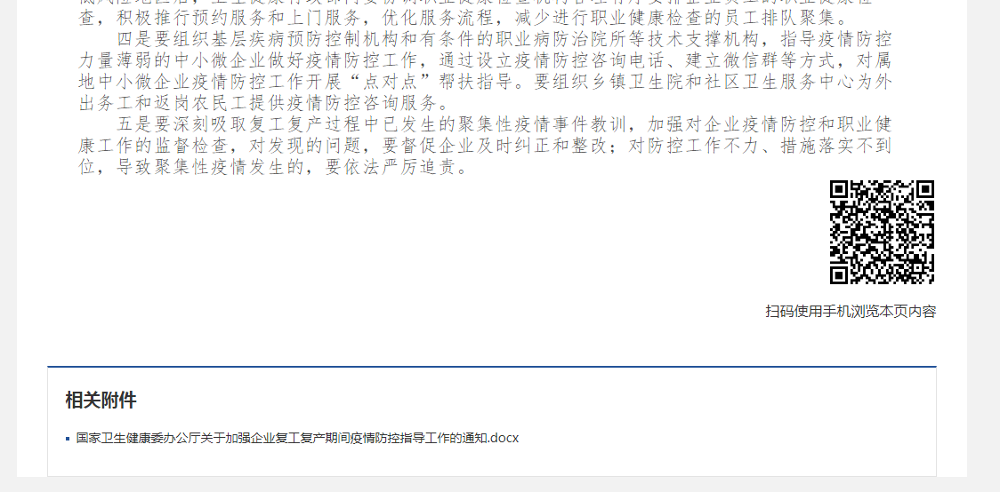 查，积极推行预约服务和上门服务，优化服务流程，减少进行职业健康检查的员工排队聚集。
四是要组织基层疾病预防控制机构和有条件的职业病防治院所等技术支撑机构，指导疫情防控
力量薄弱的中小微企业做好疫情防控工作，通过设立疫情防控咨询电话、建立微信群等方式，对属
地中小微企业疫情防控工作开展“点对点”帮扶指导。要组织乡镇卫生院和社区卫生服务中心为外
出务工和返岗农民工提供疫情防控咨询服务。
五是要深刻吸取复工复产过程中已发生的聚集性疫情事件教训，加强对企业疫情防控和职业健
康工作的监督检查，对发现的问题，要督促企业及时纠正和整改；对防控工作不力、措施落实不到
位，导致聚集性疫情发生的，要依法严厉追责。
扫码使用手机浏览本页内容
相关附件
国家卫生健康委办公厅关于加强企业复工复产期间疫情防控指导工作的通知.docx